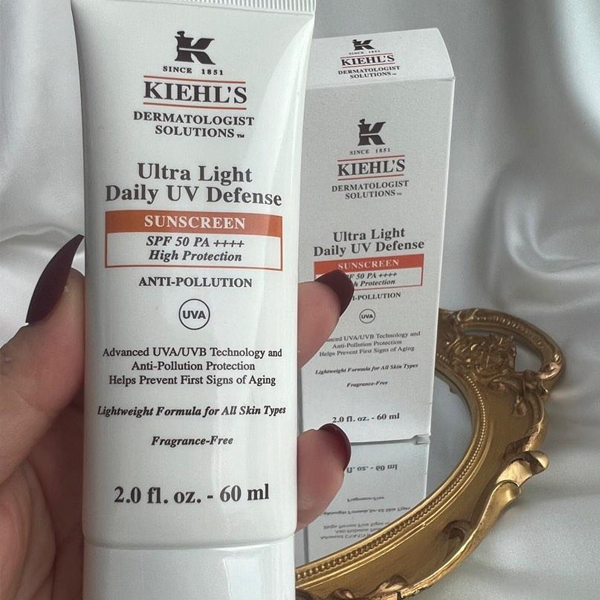 K
SINCE 1851
KIEHL'S
DERMATOLOGIST
SOLUTIONS™
Ultra Light
Daily UV Defense
SUNSCREEN
SPF 50 PA ++++
High Protection
ANTI-POLLUTION
UVA
Advanced UVA/UVB Technology and
Anti-Pollution Protection
Helps Prevent First Signs of Aging
Lightweight Formula for All Skin Types
Fragrance-Free
2.0 fl. oz. - 60 ml
K
SINCE 1851
KIEHL'S
DERMATOLOGIST
SOLUTIONS™
K
SINCE 1851
KIEHL'S
DERMATOLOGIST
SOLUTIONS™
Ultra Light
Daily UV Defense
SUNSCREEN
50 PA ++++
Protection
UVA
UVA/UVB Technology and
Anti-Pollution Protection
Helps Prevent First Signs of Aging
Lightweight Formula for All Skin Types
Fragrance-Free
2.0 fl. oz. - 60 ml